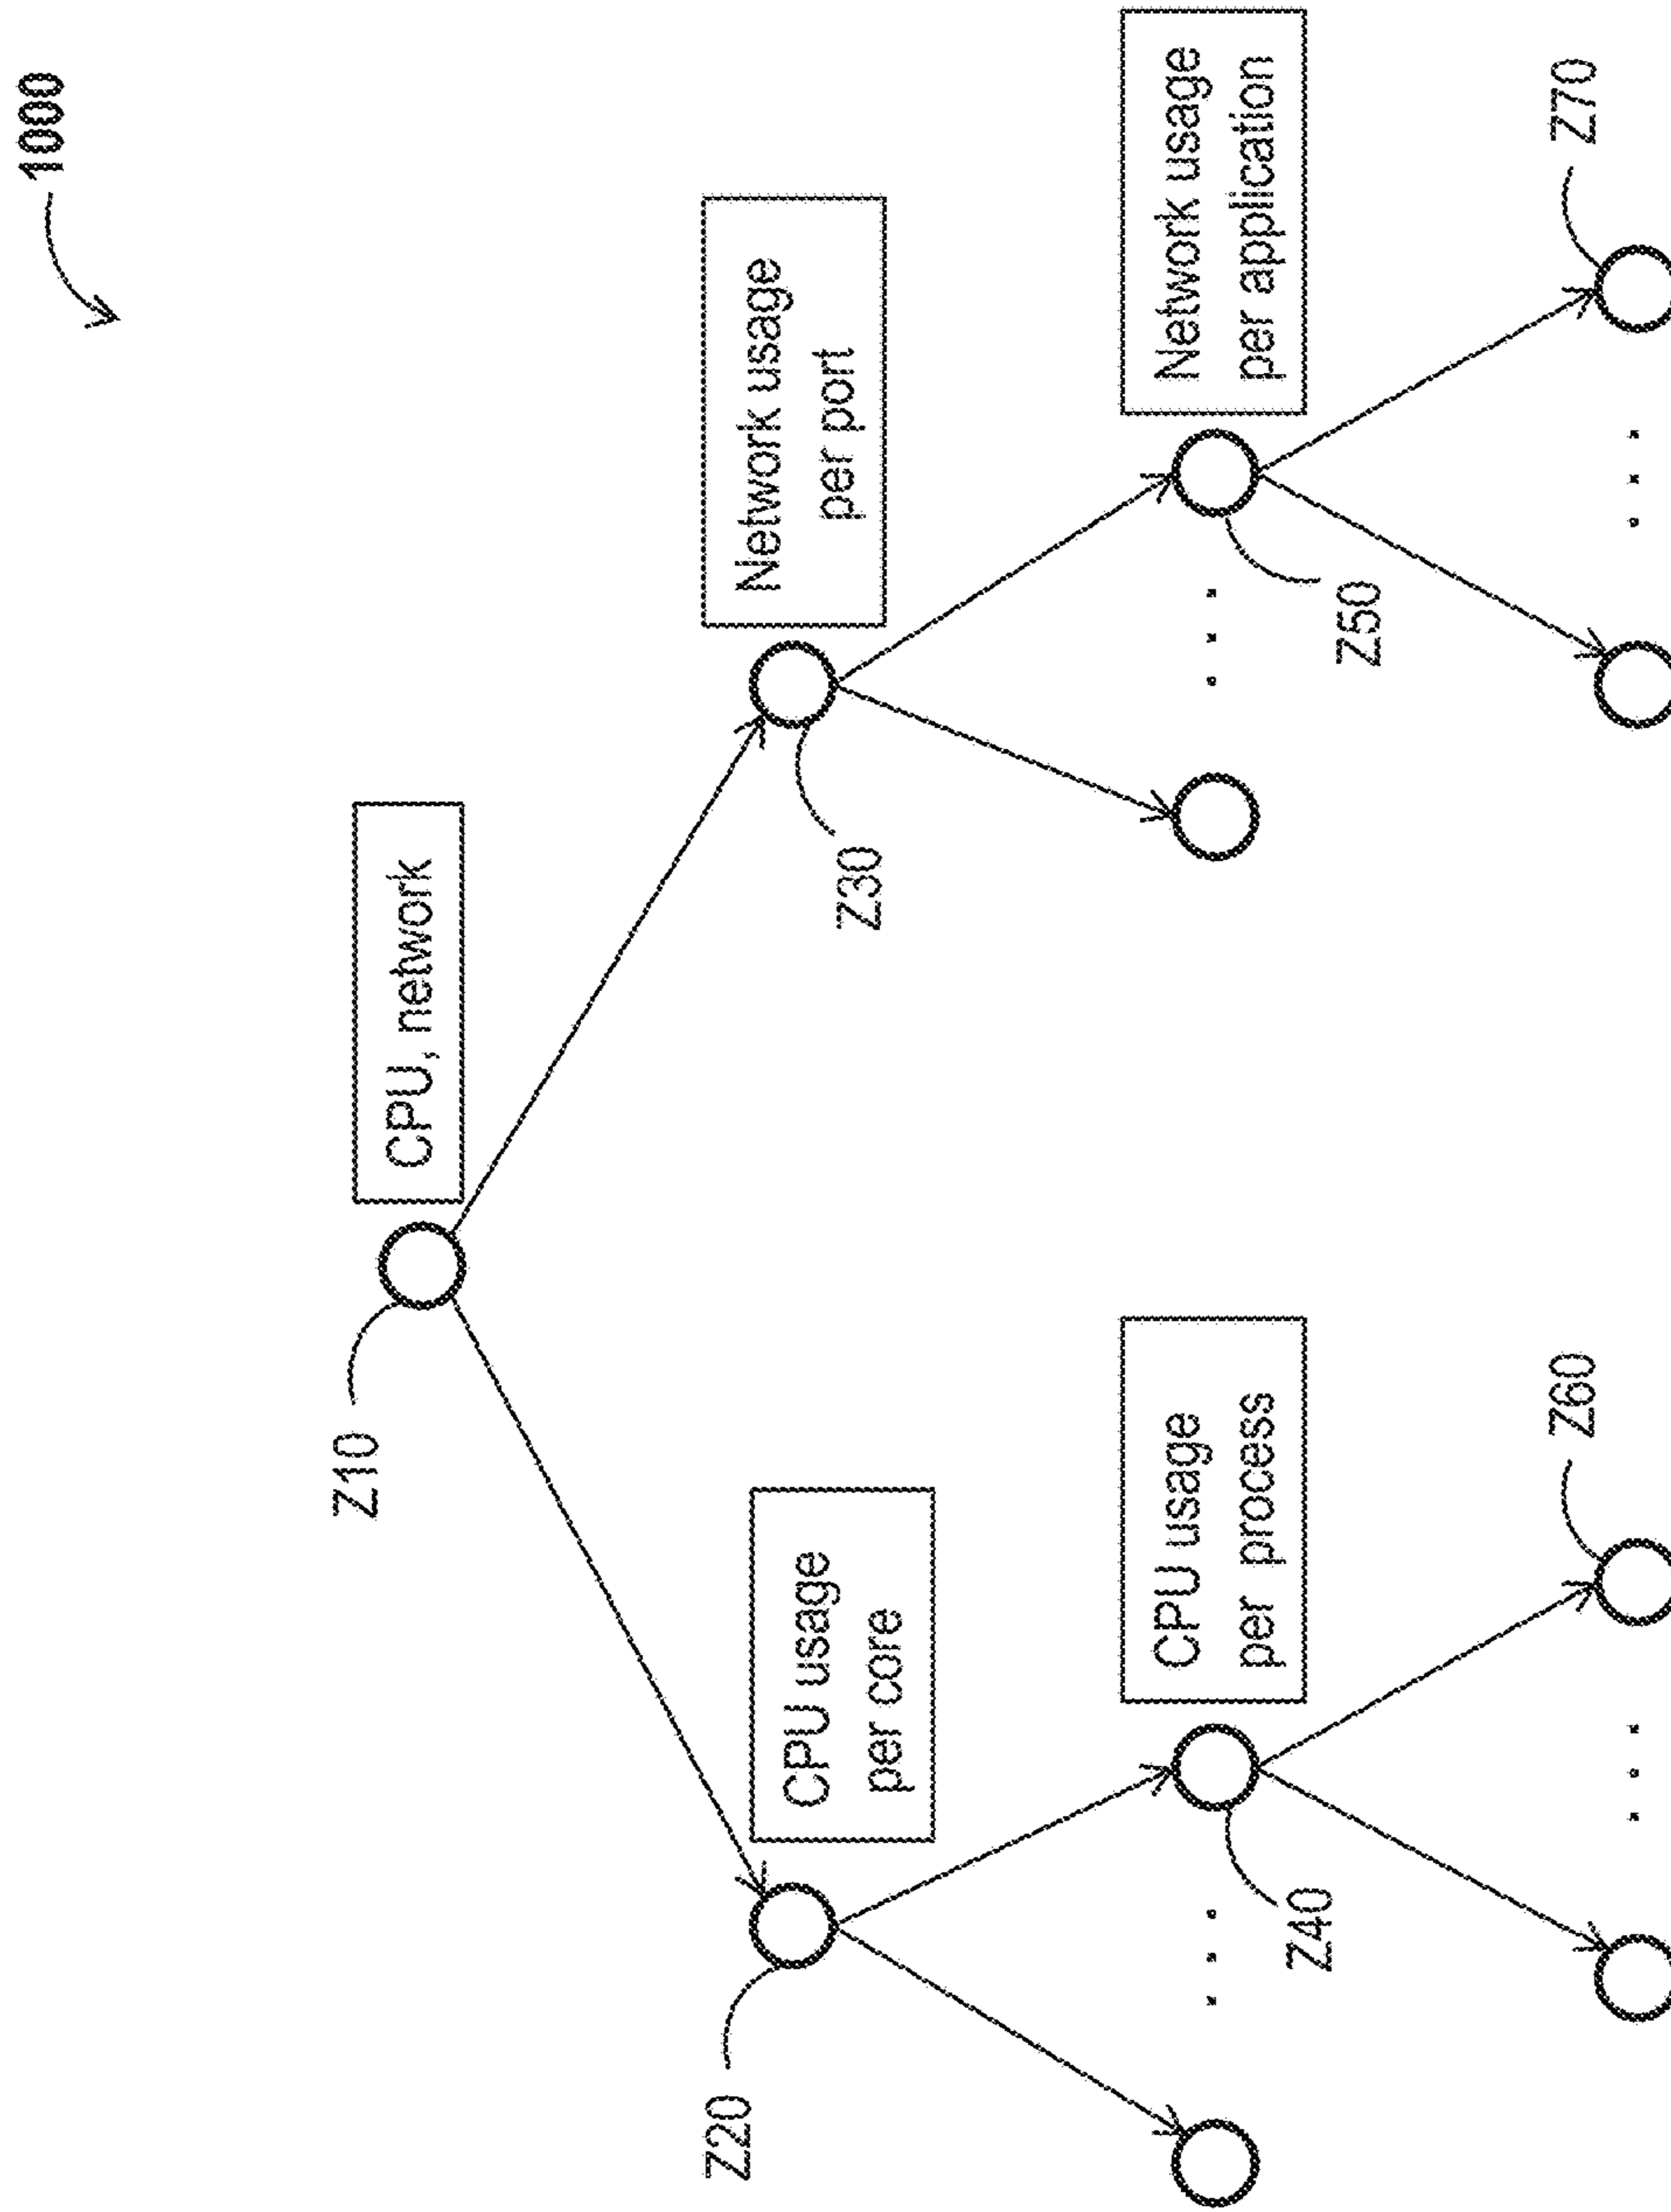 1000
Z10
CPU, network
Z20
CPU usage
per core
Z30
Network usage
per port
Z40
CPU usage
per process
Z50
Network usage
per application
Z60
Z70